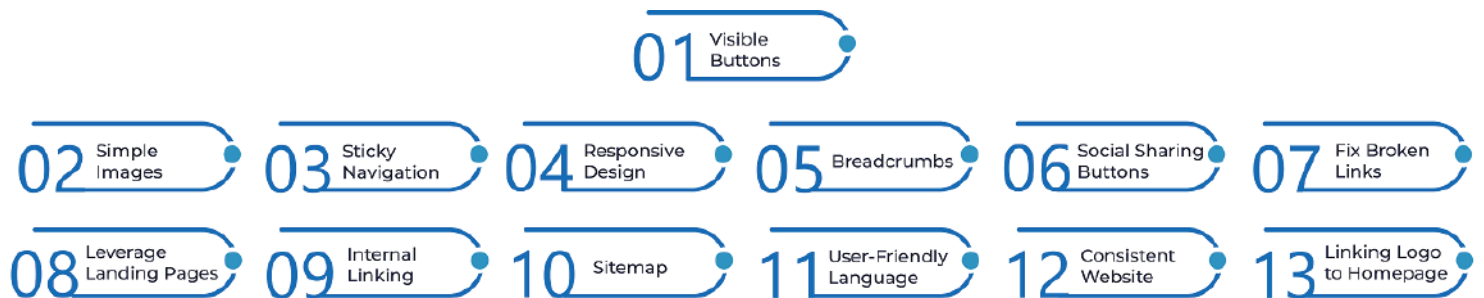 01 Visible
Buttons
02 Simple
Images
03 Sticky
Navigation
04 Responsive
Design
05 Breadcrumbs
06 Social Sharing
Buttons
07 Fix Broken
Links
08 Leverage
Landing Pages
09 Internal
Linking
10 Sitemap
11 User-Friendly
Language
12 Consistent
Website
13 Linking Logo
to Homepage